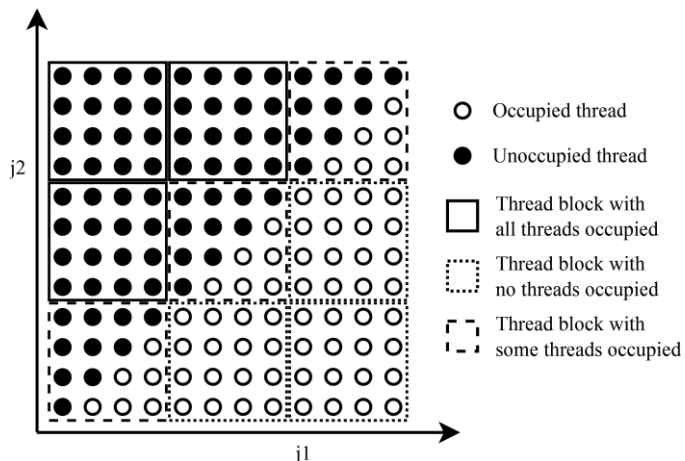 j2
j1
Occupied thread
Unoccupied thread
Thread block with
all threads occupied
Thread block with
no threads occupied
Thread block with
some threads occupied